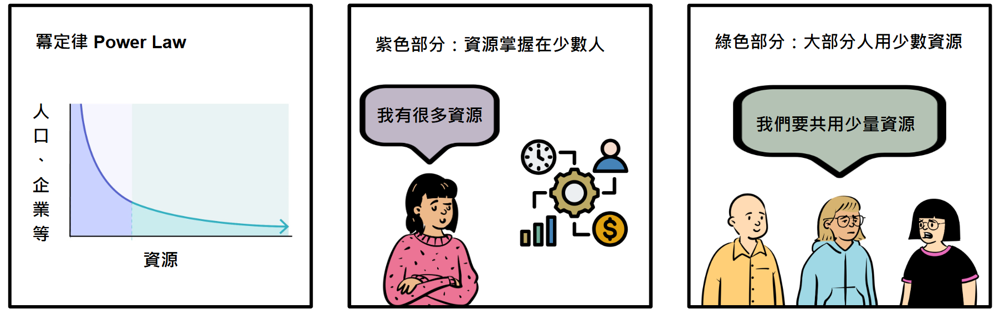 冪定律 Power Law
人口、企業等
資源
紫色部分：資源掌握在少數人
我有很多資源
綠色部分：大部分人用少數資源
我們要共用少量資源